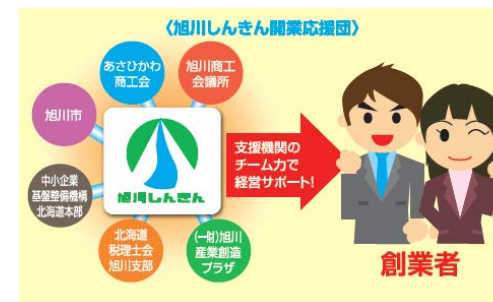 〈旭川しんきん開業応援団〉
あさひかわ
商工会
旭川商工
会議所
旭川市
中小企業
基盤整備機構
北海道本部
旭川しんきん
北海道
税理士会
旭川支部
(一財)旭川
産業創造
プラザ
支援機関の
チーム力で
経営サポート!
創業者